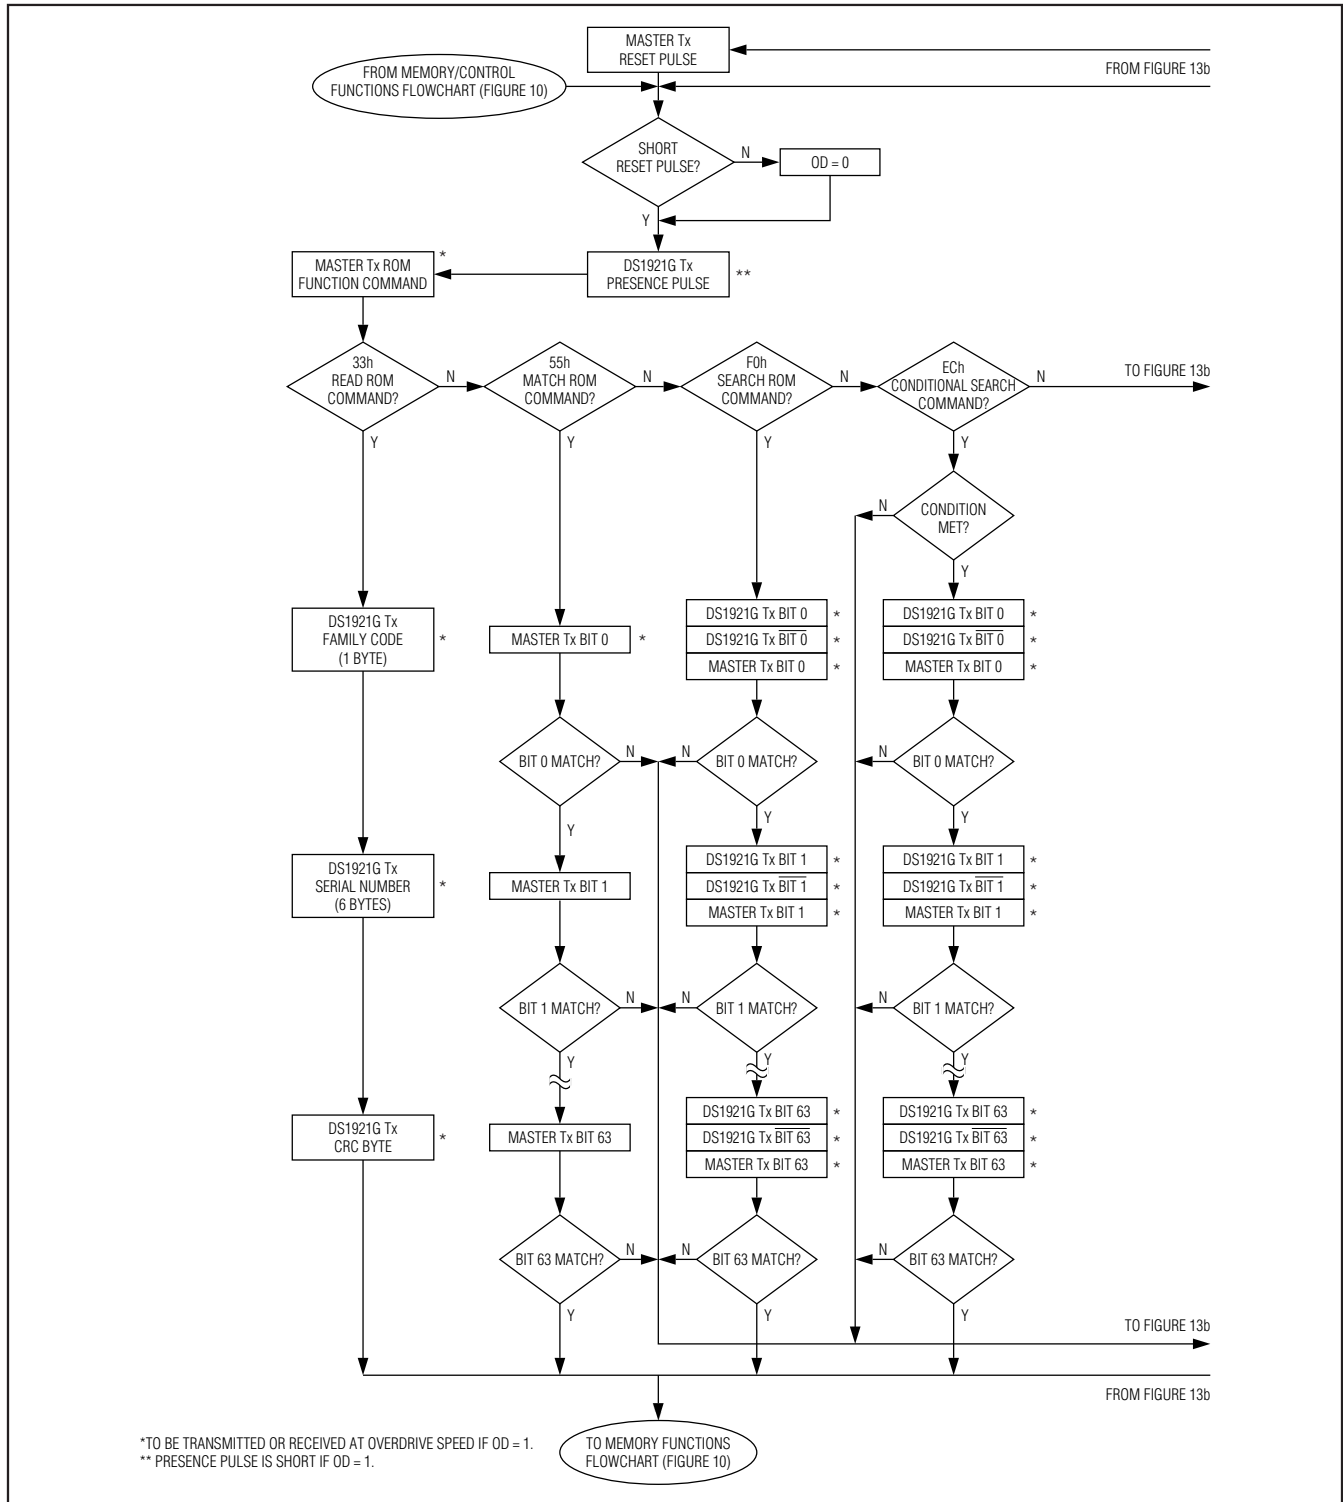 MASTER Tx
RESET PULSE
FROM FIGURE 13b
FROM MEMORY/CONTROL
FUNCTIONS FLOWCHART (FIGURE 10)
SHORT
RESET PULSE?
N
OD = 0
Y
MASTER Tx ROM
FUNCTION COMMAND
*
DS1921G Tx
PRESENCE PULSE
**
33h
READ ROM
COMMAND?
N
Y
55h
MATCH ROM
COMMAND?
N
Y
F0h
SEARCH ROM
COMMAND?
N
Y
ECh
CONDITIONAL SEARCH
COMMAND?
N
Y
TO FIGURE 13b
N
CONDITION
MET?
Y
DS1921G Tx
FAMILY CODE
(1 BYTE)
*
MASTER Tx BIT 0
*
DS1921G Tx BIT 0 *
DS1921G Tx BIT 0 *
MASTER Tx BIT 0 *
DS1921G Tx BIT 0 *
DS1921G Tx BIT 0 *
MASTER Tx BIT 0 *
BIT 0 MATCH?
N
Y
N
BIT 0 MATCH?
Y
N
BIT 0 MATCH?
Y
DS1921G Tx
SERIAL NUMBER
(6 BYTES)
*
MASTER Tx BIT 1
DS1921G Tx BIT 1 *
DS1921G Tx BIT 1 *
MASTER Tx BIT 1 *
DS1921G Tx BIT 1 *
DS1921G Tx BIT 1 *
MASTER Tx BIT 1 *
BIT 1 MATCH?
N
Y
N
BIT 1 MATCH?
Y
N
BIT 1 MATCH?
Y
DS1921G Tx
CRC BYTE
*
MASTER Tx BIT 63
DS1921G Tx BIT 63 *
DS1921G Tx BIT 63 *
MASTER Tx BIT 63 *
DS1921G Tx BIT 63 *
DS1921G Tx BIT 63 *
MASTER Tx BIT 63 *
BIT 63 MATCH?
N
Y
N
BIT 63 MATCH?
Y
N
BIT 63 MATCH?
Y
TO FIGURE 13b
FROM FIGURE 13b
*TO BE TRANSMITTED OR RECEIVED AT OVERDRIVE SPEED IF OD = 1.
** PRESENCE PULSE IS SHORT IF OD = 1.
TO MEMORY FUNCTIONS
FLOWCHART (FIGURE 10)